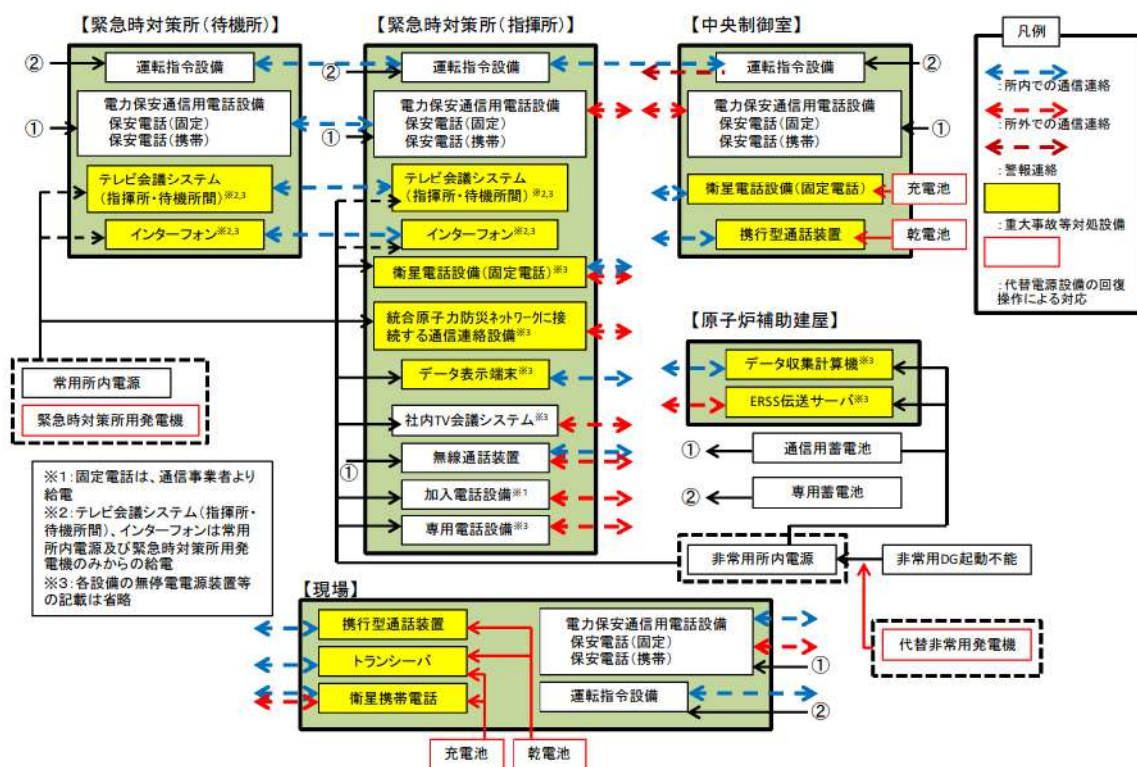 【緊急時対策所(待機所)】
②
運転指令設備
①
電力保安通信用電話設備
保安電話(固定)
保安電話(携帯)
テレビ会議システム
(指揮所・待機所間)※2,3
インターフォン※2,3
【緊急時対策所(指揮所)】
②
運転指令設備
①
電力保安通信用電話設備
保安電話(固定)
保安電話(携帯)
テレビ会議システム
(指揮所・待機所間)※2,3
インターフォン※2,3
衛星電話設備(固定電話)※3
統合原子力防災ネットワークに接
続する通信連絡設備※3
データ表示端末※3
社内TV会議システム※3
①
無線通話装置
加入電話設備※1
専用電話設備※3
【中央制御室】
運転指令設備
②
電力保安通信用電話設備
保安電話(固定)
保安電話(携帯)
①
衛星電話設備(固定電話)
充電池
携行型通話装置
乾電池
凡例
:所内での通信連絡
:所外での通信連絡
:警報連絡
:重大事故等対処設備
:代替電源設備の回復
操作による対応
【原子炉補助建屋】
データ収集計算機※3
ERSS伝送サーバ※3
①
通信用蓄電池
②
専用蓄電池
非常用所内電源
非常用DG起動不能
代替非常用発電機
常用所内電源
緊急時対策所用発電機
※1:固定電話は、通信事業者より
給電
※2:テレビ会議システム(指揮所・
待機所間)、インターフォンは常用
所内電源及び緊急時対策所用発
電機のみからの給電
※3:各設備の無停電電源装置等
の記載は省略
【現場】
携行型通話装置
トランシーバ
衛星携帯電話
電力保安通信用電話設備
保安電話(固定)
保安電話(携帯)
①
運転指令設備
②
充電池
乾電池